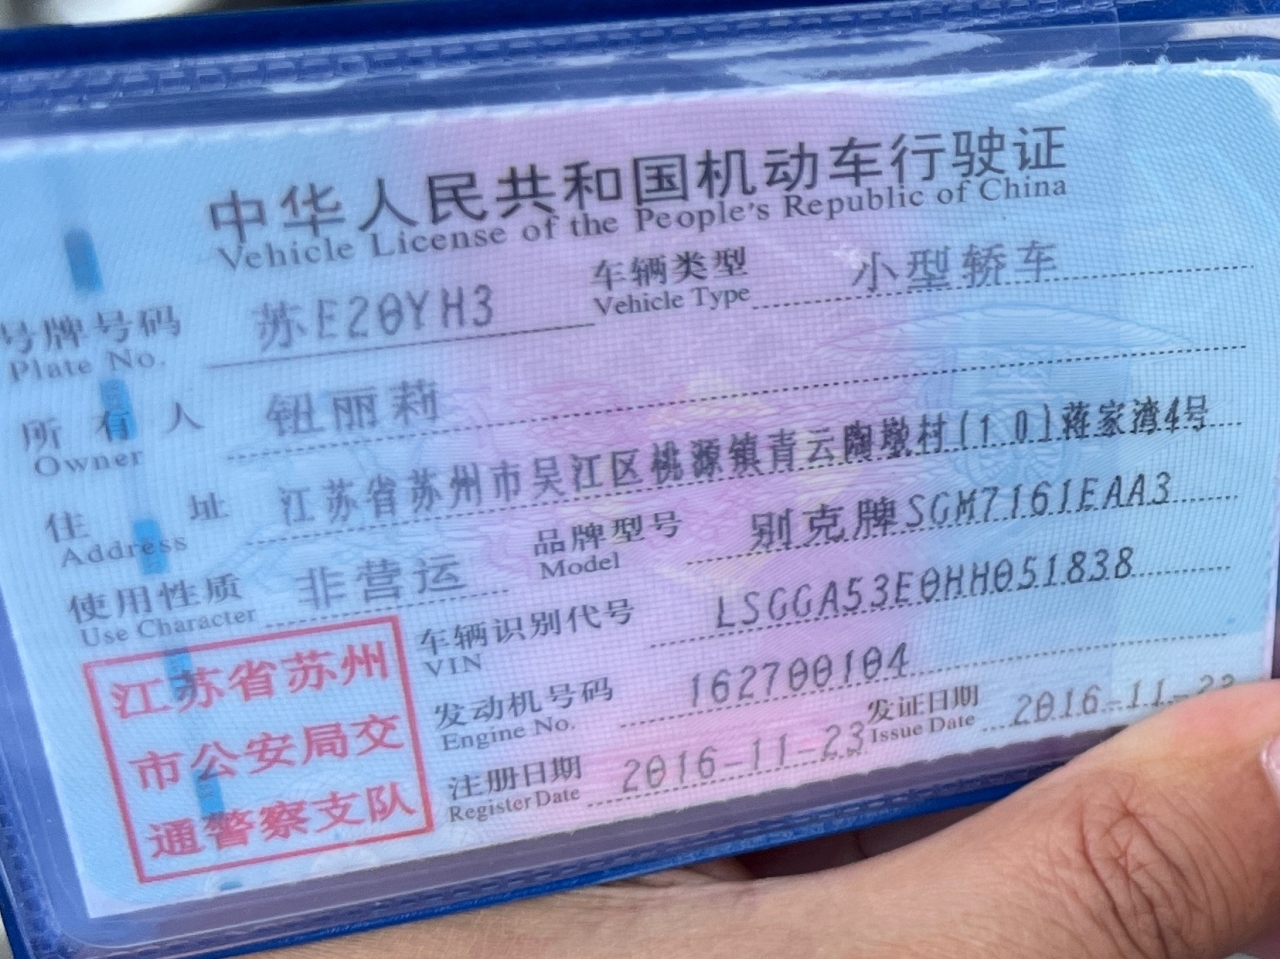 中华人民共和国机动车行驶证
Vehicle License of the People's Republic of China
号牌号码 苏E20YH3 车辆类型 小型轿车
Plate No. Vehicle Type
所有人 钮丽莉
Owner
住址 江苏省苏州市吴江区桃源镇青云陶墩村(10)蒋家湾4号
Address
使用性质 非营运 品牌型号 别克牌SGM7161EAA3
Use Character Model
车辆识别代号 LSGGA53E0HH051838
VIN
发动机号码 162700104
Engine No.
注册日期 2016-11-23 发证日期 2016-11-23
Register Date Issue Date
江苏省苏州
市公安局交
通警察支队